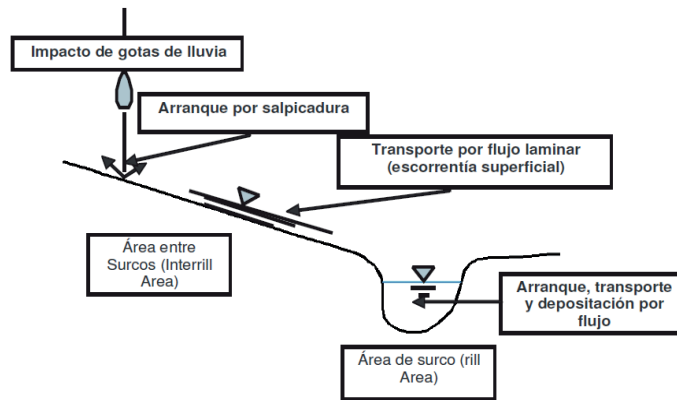 Impacto de gotas de lluvia
Arranque por salpicadura
Transporte por flujo laminar
(escorrentía superficial)
Área entre
Surcos (Interrill
Area)
Arranque, transporte
y depositación por
flujo
Área de surco (rill
Area)